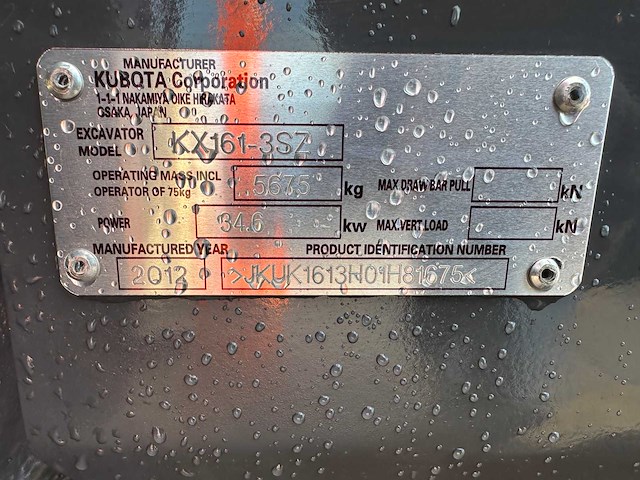 MANUFACTURER
KUBOTA Corporation
1-1-1 NAKAMIYA OIKE HIRAKATA
OSAKA, JAPAN
EXCAVATOR MODEL KX161-3SZ
OPERATING MASS INCL OPERATOR OF 75kg 5675 kg MAX DRAW BAR PULL kN
POWER 34.6 kw MAX.VERT LOAD kN
MANUFACTURED YEAR PRODUCT IDENTIFICATION NUMBER
2013 >JKUK1613H01H81675<